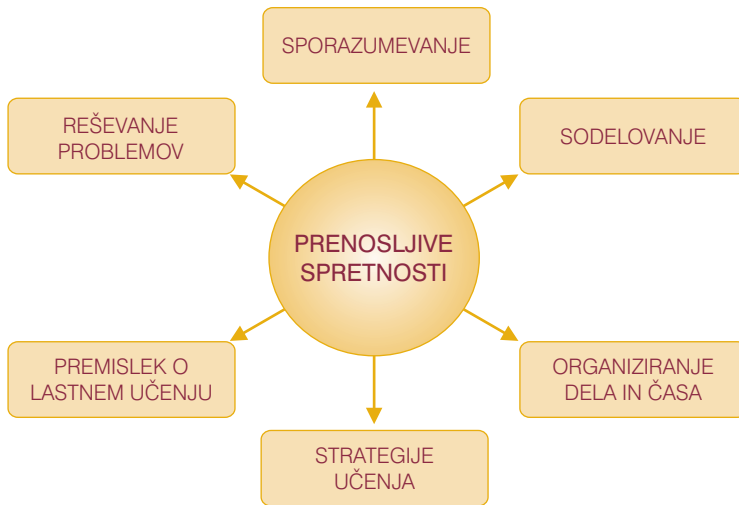 SPORAZUMEVANJE
REŠEVANJE
PROBLEMOV
SODELOVANJE
PRENOSLJIVE
SPRETNOSTI
PREMISLEK O
LASTNEM UČENJU
ORGANIZIRANJE
DELA IN ČASA
STRATEGIJE
UČENJA